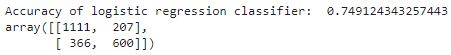 Accuracy of logistic regression classifier:  0.749124343257443
array([[1111,  207],
       [ 366,  600]])